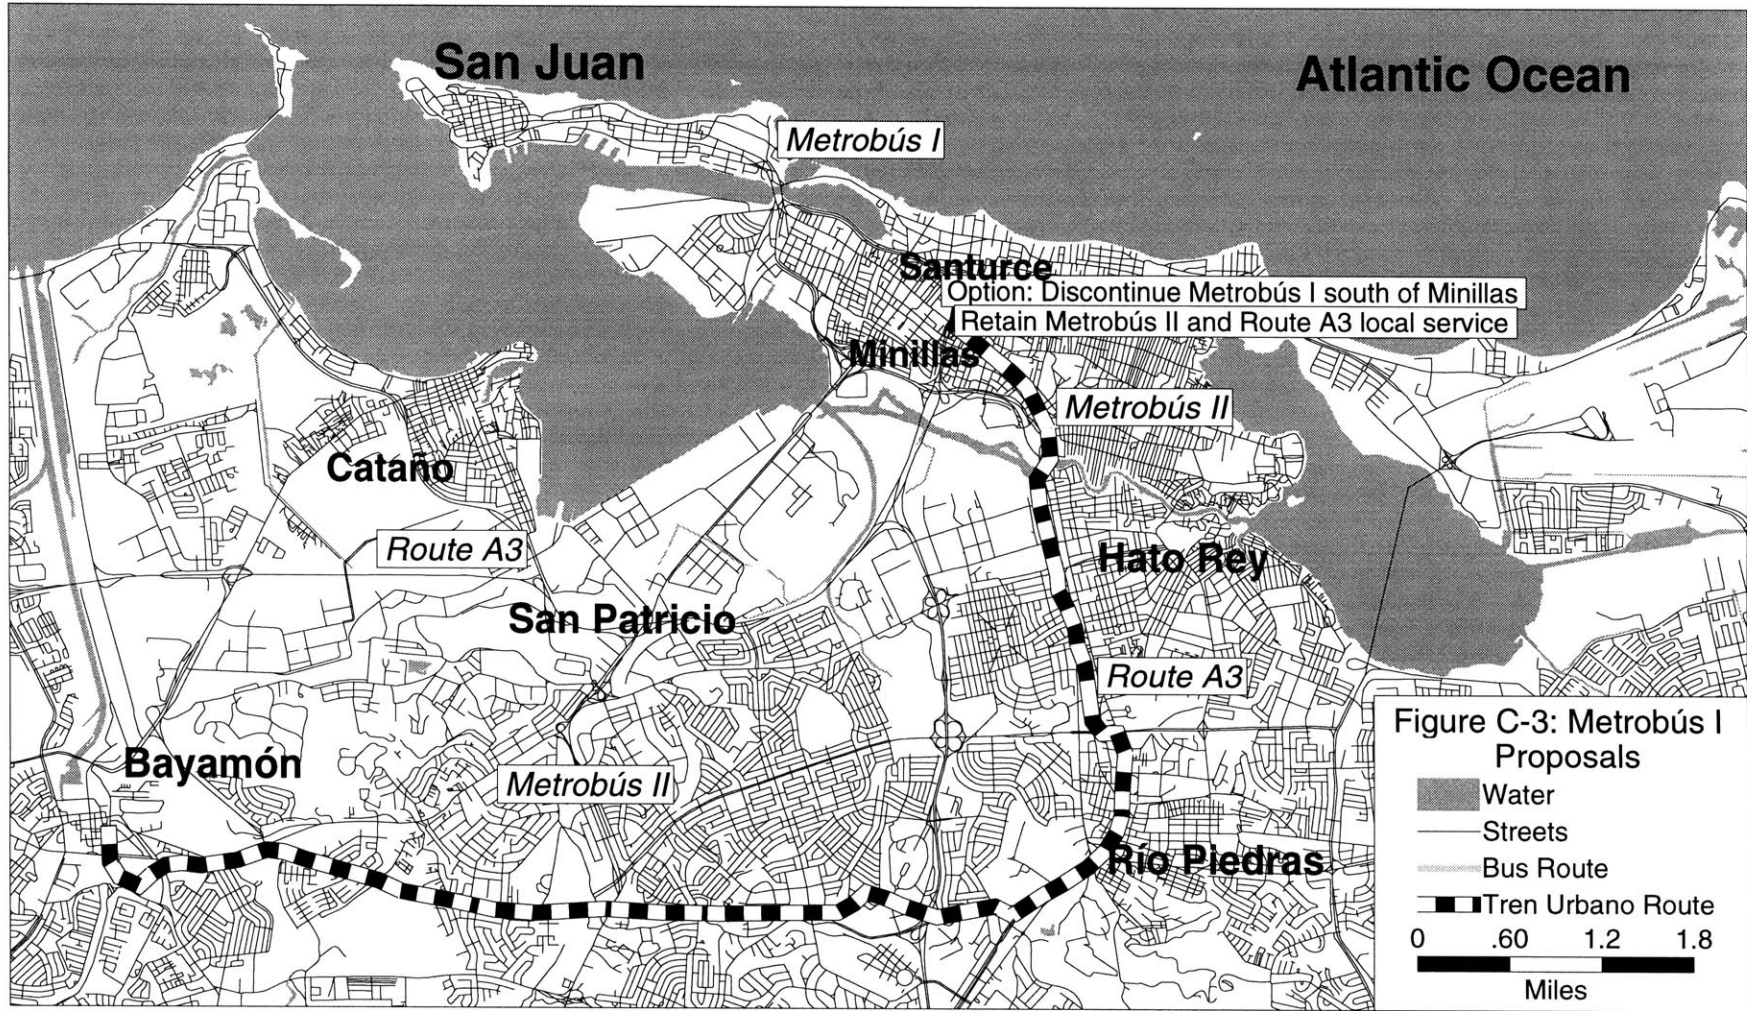 San Juan
Atlantic Ocean
Metrobús I
Santurce
Option: Discontinue Metrobús I south of Minillas
Retain Metrobús II and Route A3 local service
Minillas
Metrobús II
Cataño
Route A3
Hato Rey
San Patricio
Route A3
Bayamón
Metrobús II
Río Piedras
Figure C-3: Metrobús I
Proposals
Water
Streets
Bus Route
Tren Urbano Route
0 .60 1.2 1.8
Miles